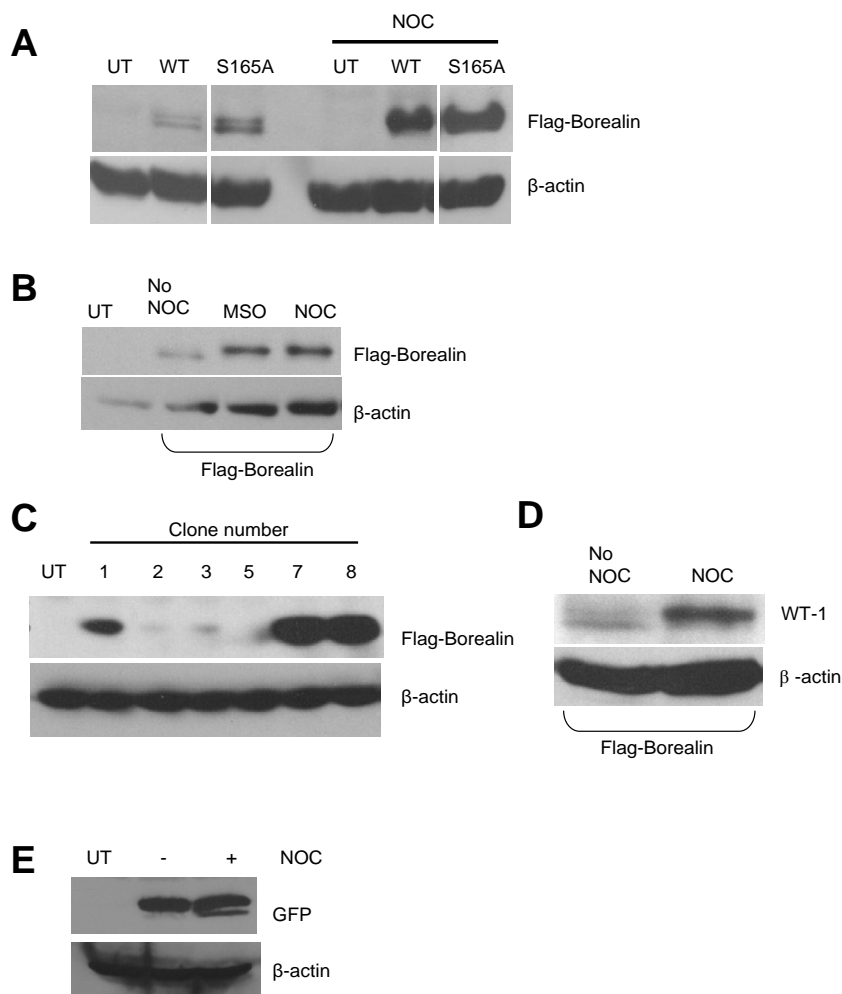 A
NOC
UT WT S165A UT WT S165A
Flag-Borealin
β-actin
B
UT No NOC MSO NOC
Flag-Borealin
β-actin
Flag-Borealin
C
Clone number
UT 1 2 3 5 7 8
Flag-Borealin
β-actin
D
No NOC NOC
WT-1
β -actin
Flag-Borealin
E
UT - + NOC
GFP
β-actin